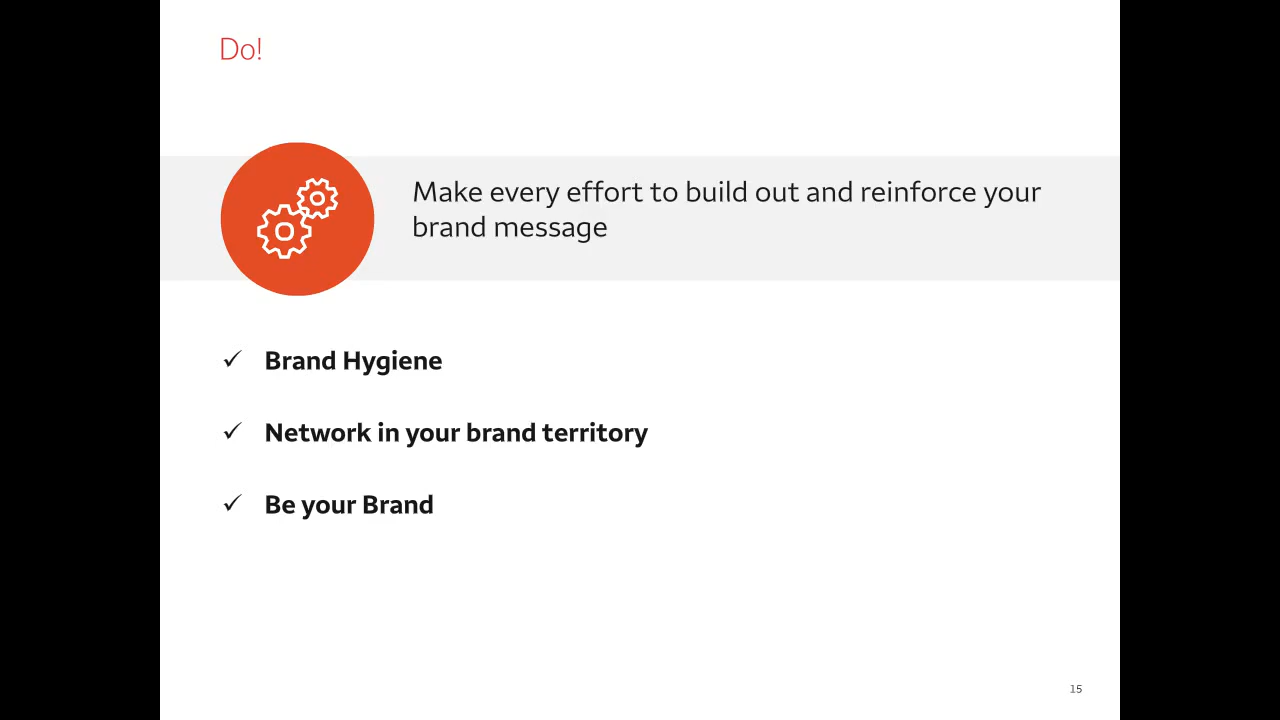 Do!
Make every effort to build out and reinforce your
brand message
✓ Brand Hygiene
✓ Network in your brand territory
✓ Be your Brand
15